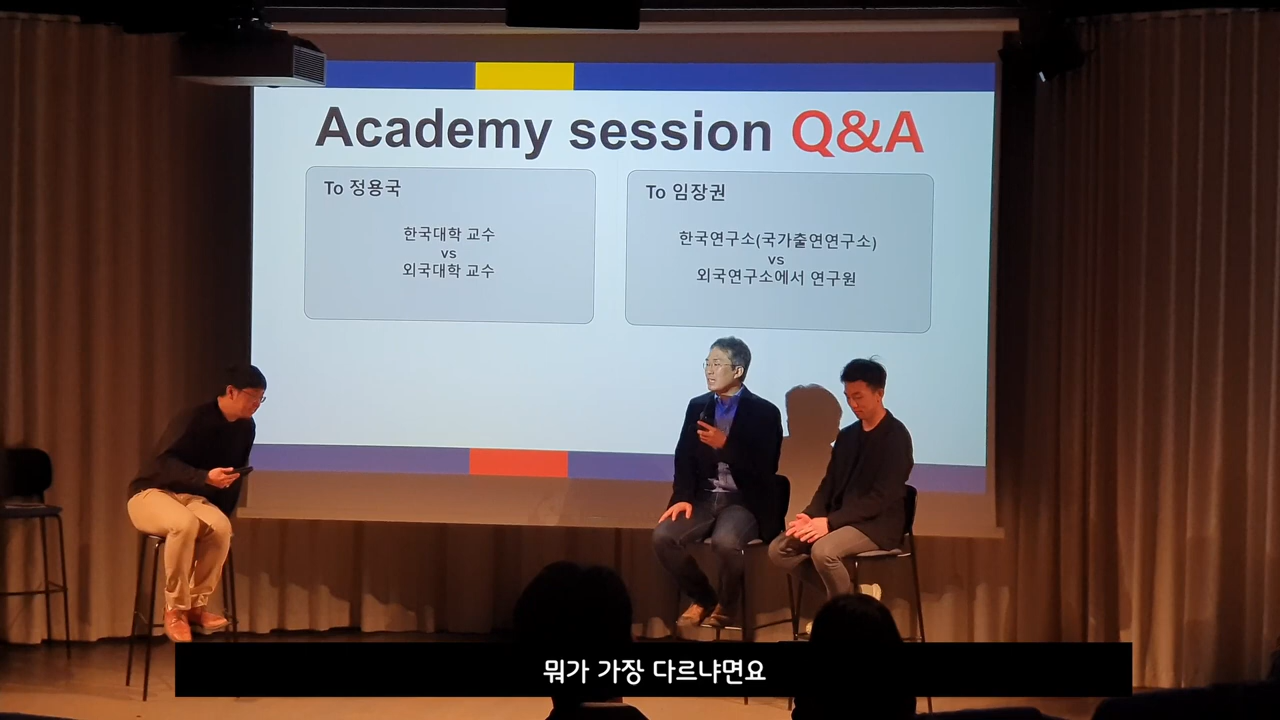 Academy session Q&A
To 정용국
한국대학 교수
vs
외국대학 교수
To 임장권
한국연구소(국가출연연구소)
vs
외국연구소에서 연구원
뭐가 가장 다르냐면요